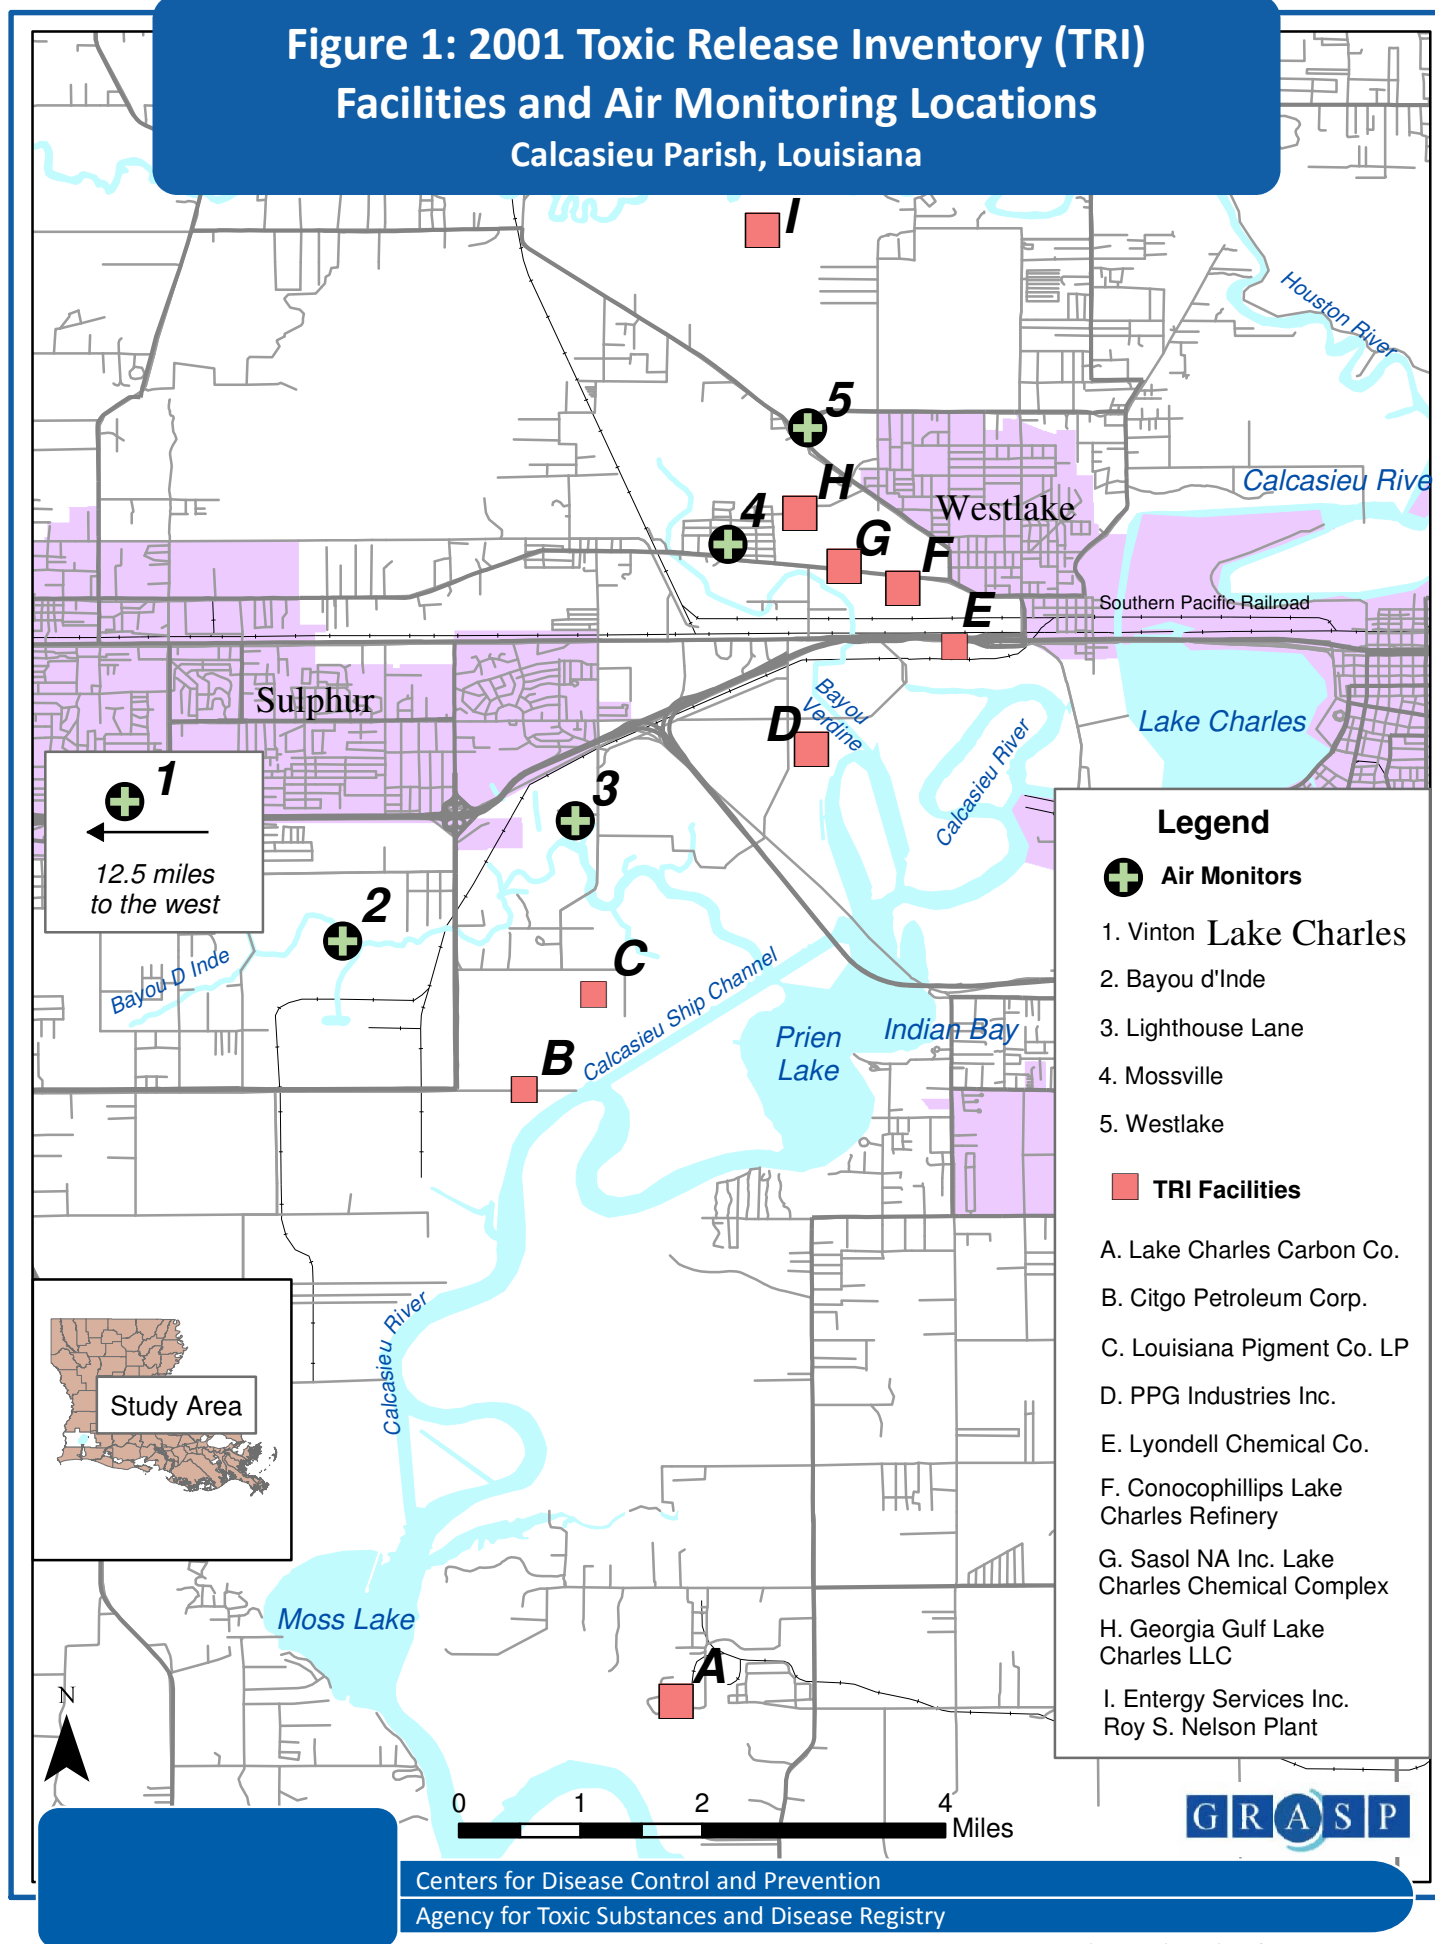 Figure 1: 2001 Toxic Release Inventory (TRI)
Facilities and Air Monitoring Locations
Calcasieu Parish, Louisiana
I
Houston River
5
Calcasieu Rive
H
4
Westlake
G
F
E
Southern Pacific Railroad
Sulphur
Bayou
Verdine
D
Calcasieu River
Lake Charles
1
12.5 miles
to the west
3
2
Bayou D Inde
C
Calcasieu Ship Channel
B
Prien
Lake
Indian Bay
Legend
Air Monitors
1. Vinton
Lake Charles
2. Bayou d'Inde
3. Lighthouse Lane
4. Mossville
5. Westlake
TRI Facilities
A. Lake Charles Carbon Co.
B. Citgo Petroleum Corp.
C. Louisiana Pigment Co. LP
D. PPG Industries Inc.
E. Lyondell Chemical Co.
F. Conocophillips Lake
Charles Refinery
G. Sasol NA Inc. Lake
Charles Chemical Complex
H. Georgia Gulf Lake
Charles LLC
I. Entergy Services Inc.
Roy S. Nelson Plant
Calcasieu River
Study Area
Moss Lake
A
N
0 1 2 4
Miles
GRASP
Centers for Disease Control and Prevention
Agency for Toxic Substances and Disease Registry